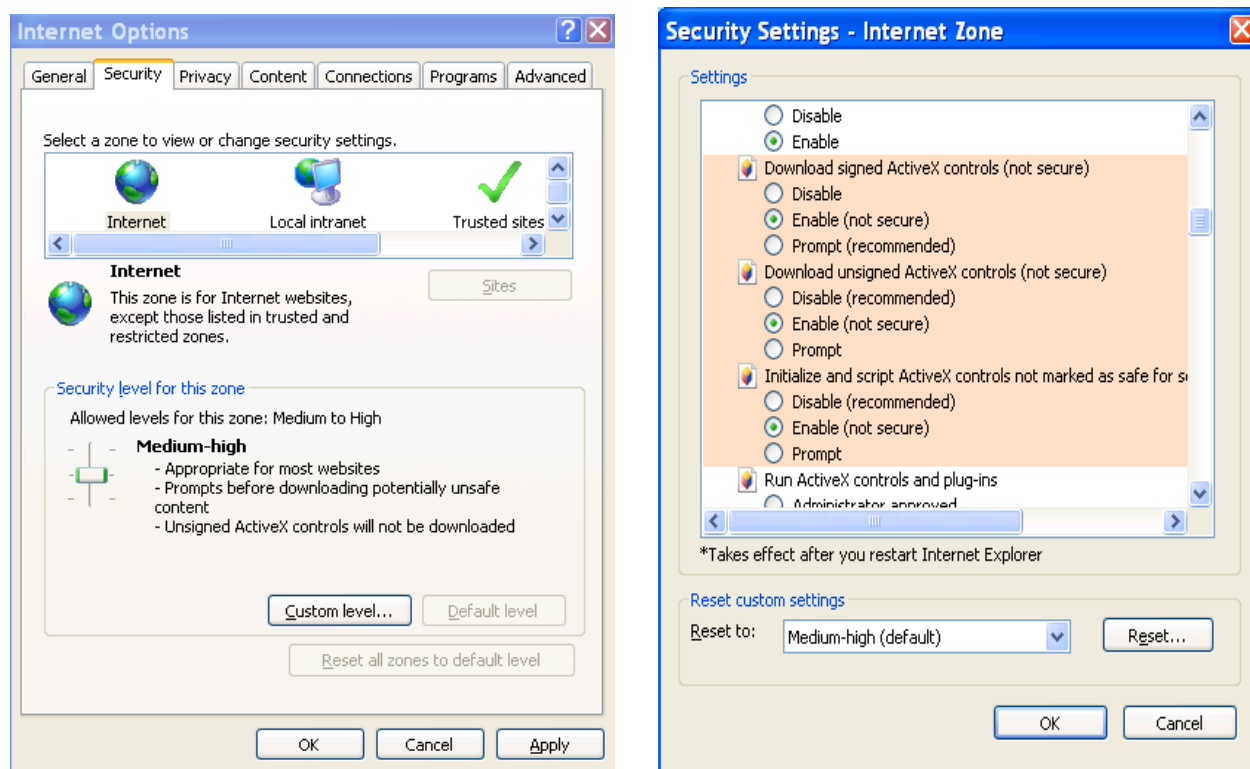 Internet Options
General Security Privacy Content Connections Programs Advanced
Select a zone to view or change security settings.
Internet Local intranet Trusted sites
Internet
Sites
This zone is for Internet websites,
except those listed in trusted and
restricted zones.
Security level for this zone
Allowed levels for this zone: Medium to High
Medium-high
- Appropriate for most websites
- Prompts before downloading potentially unsafe
content
- Unsigned ActiveX controls will not be downloaded
Custom level... Default level
Reset all zones to default level
OK Cancel Apply
Security Settings - Internet Zone
Settings
Disable
Enable
Download signed ActiveX controls (not secure)
Disable
Enable (not secure)
Prompt (recommended)
Download unsigned ActiveX controls (not secure)
Disable (recommended)
Enable (not secure)
Prompt
Initialize and script ActiveX controls not marked as safe for
Disable (recommended)
Enable (not secure)
Prompt
Run ActiveX controls and plug-ins
Administrator approved
*Takes effect after you restart Internet Explorer
Reset custom settings
Reset to: Medium-high (default) Reset...
OK Cancel